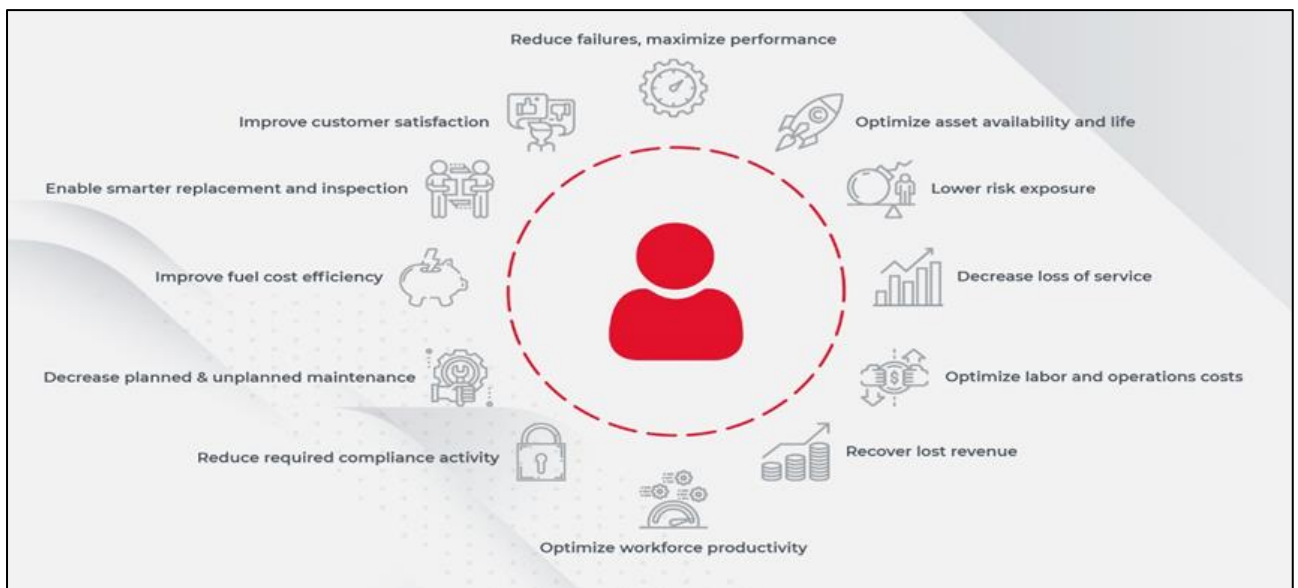 Reduce failures, maximize performance
Improve customer satisfaction
Optimize asset availability and life
Enable smarter replacement and inspection
Lower risk exposure
Improve fuel cost efficiency
Decrease loss of service
Decrease planned & unplanned maintenance
Optimize labor and operations costs
Reduce required compliance activity
Recover lost revenue
Optimize workforce productivity